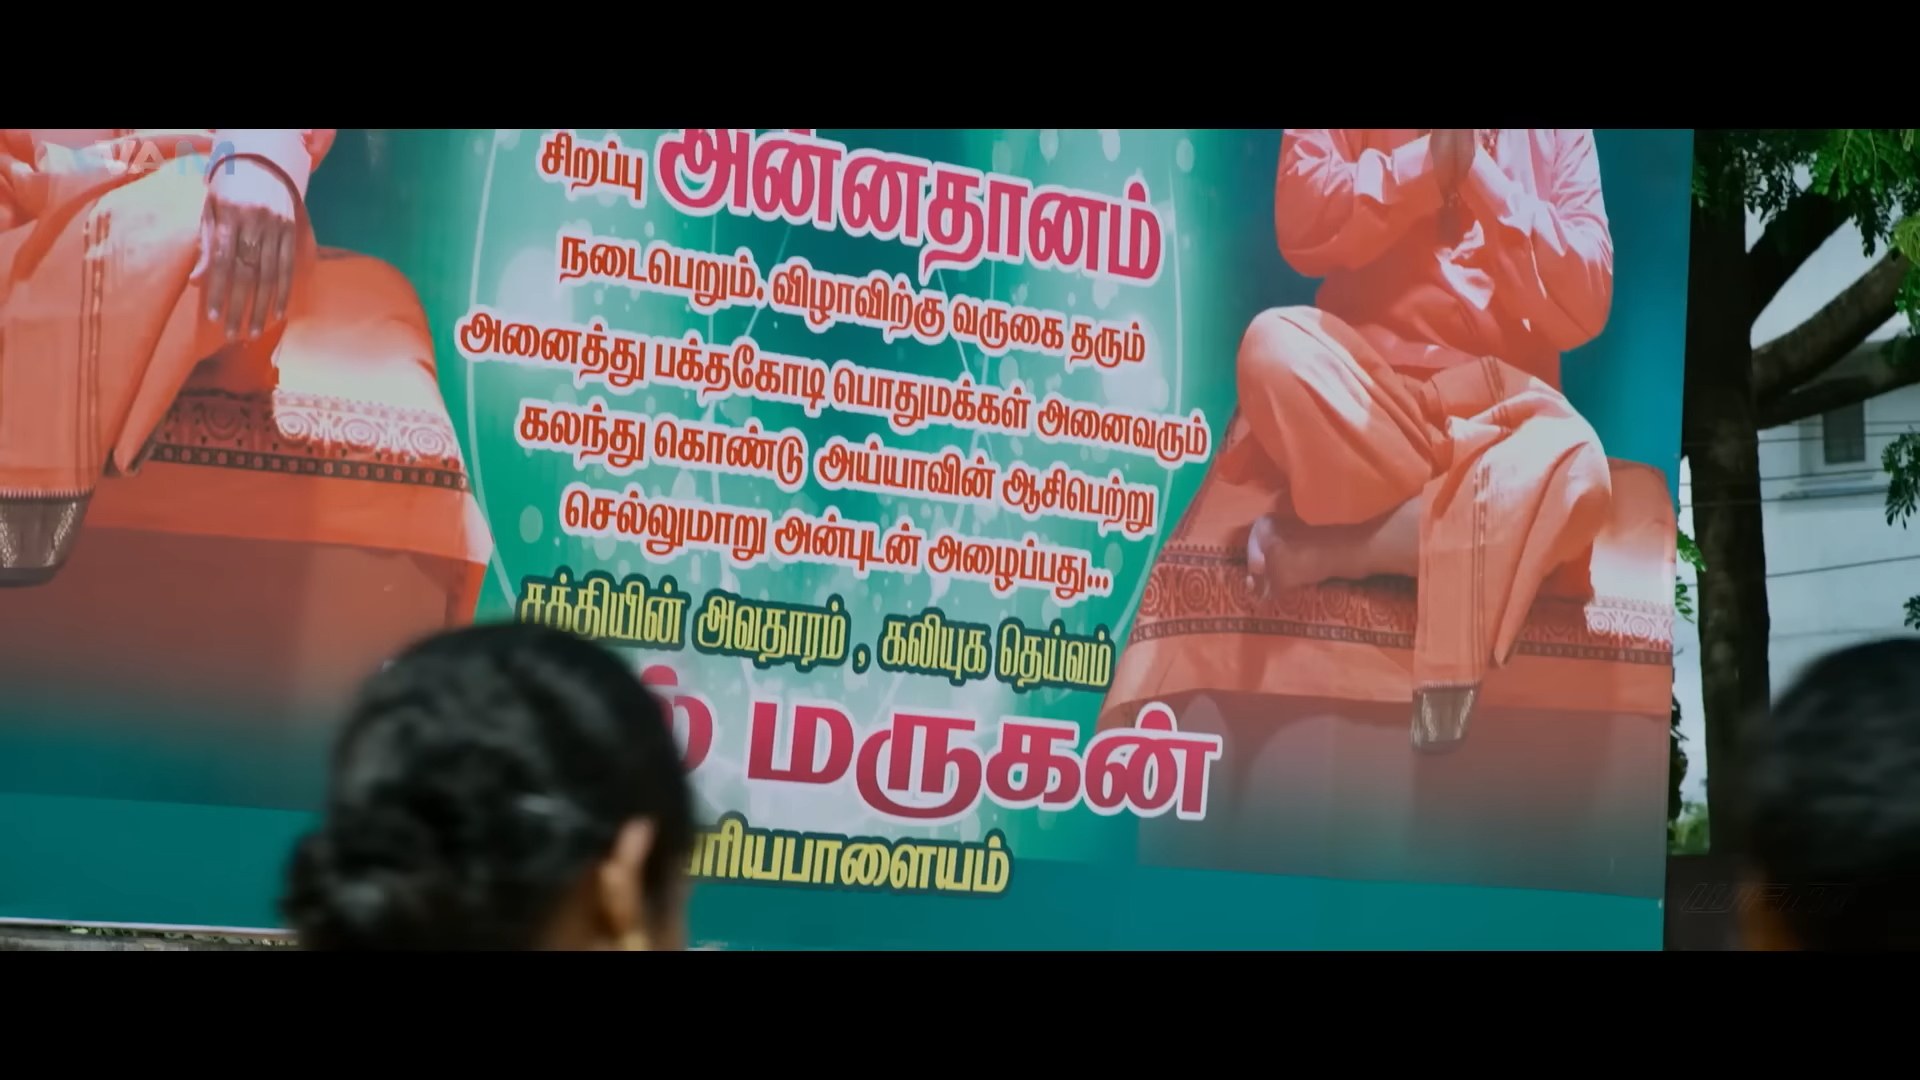 சிறப்பு அன்னதானம்
நடைபெறும், விழாவிற்கு வருகை தரும்
அனைத்து பக்தகோடி பொதுமக்கள் அனைவரும்
கலந்து கொண்டு அய்யாவின் ஆசிபெற்று
செல்லுமாறு அன்புடன் அழைப்பது...
சக்தியின் அவதாரம் , கலியுக தெய்வம்
மருகன்